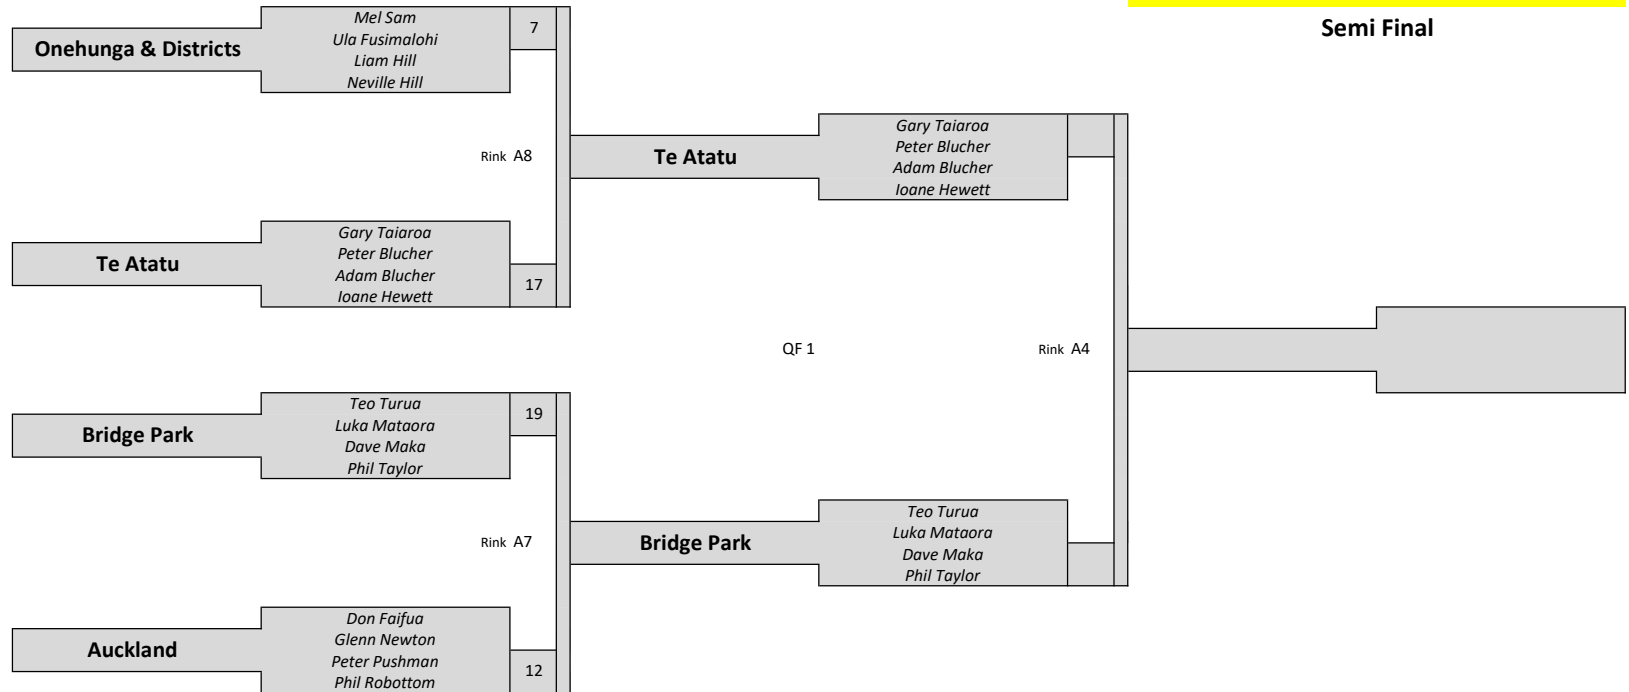 Semi Final
Onehunga & Districts
Mel Sam
Ula Fusimalohi
Liam Hill
Neville Hill
7
Rink A8
Te Atatu
Gary Taiaroa
Peter Blucher
Adam Blucher
Ioane Hewett
17
Te Atatu
Gary Taiaroa
Peter Blucher
Adam Blucher
Ioane Hewett
QF 1
Rink A4
Bridge Park
Teo Turua
Luka Mataora
Dave Maka
Phil Taylor
19
Rink A7
Bridge Park
Teo Turua
Luka Mataora
Dave Maka
Phil Taylor
Auckland
Don Faifua
Glenn Newton
Peter Pushman
Phil Robottom
12